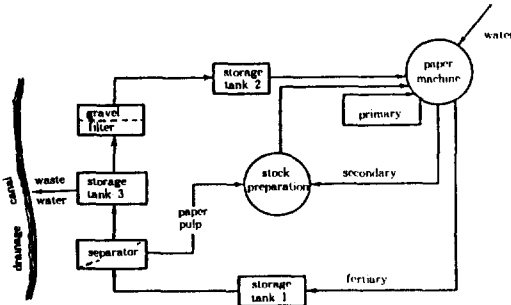 water
paper
machine
storage
tank 2
gravel
filter
primary
stock
preparation
secondary
waste
water
storage
tank 3
paper
pulp
drainage canal
separator
storage
tank 1
tertiary